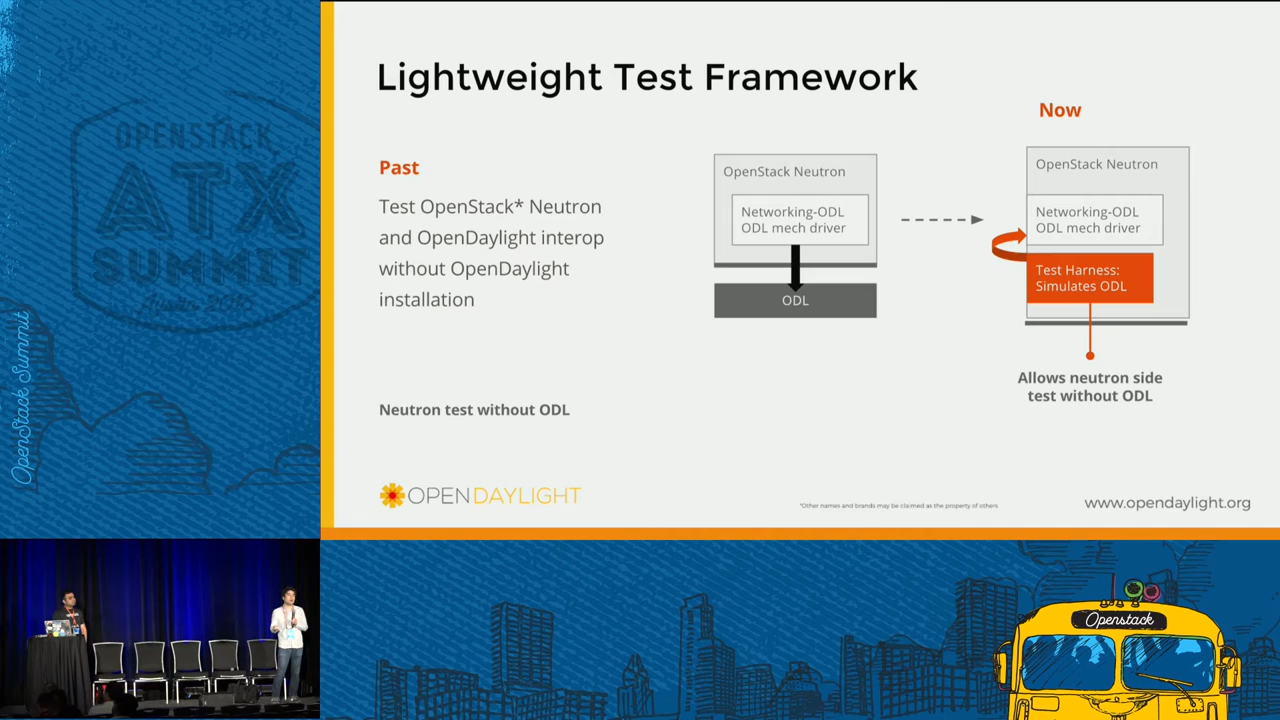 Lightweight Test Framework
Now
Past
Test OpenStack* Neutron
and OpenDaylight interop
without OpenDaylight
installation
Neutron test without ODL
OpenStack Neutron
Networking-ODL
ODL mech driver
ODL
OpenStack Neutron
Networking-ODL
ODL mech driver
Test Harness:
Simulates ODL
Allows neutron side
test without ODL
OPENDAYLIGHT
*Other names and brands may be claimed as the property of others
www.opendaylight.org
OPENSTACK
ATX
SUMMIT
Austin 2016
OpenStack Summit
Openstack